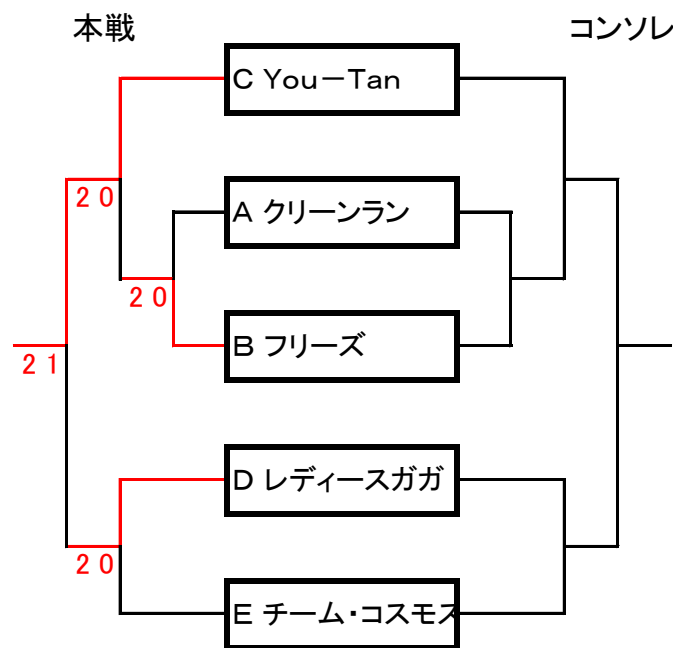 本戦
コンソレ
C You－Tan
20
A クリーンラン
20
B フリーズ
21
D レディースガガ
20
E チーム・コスモス